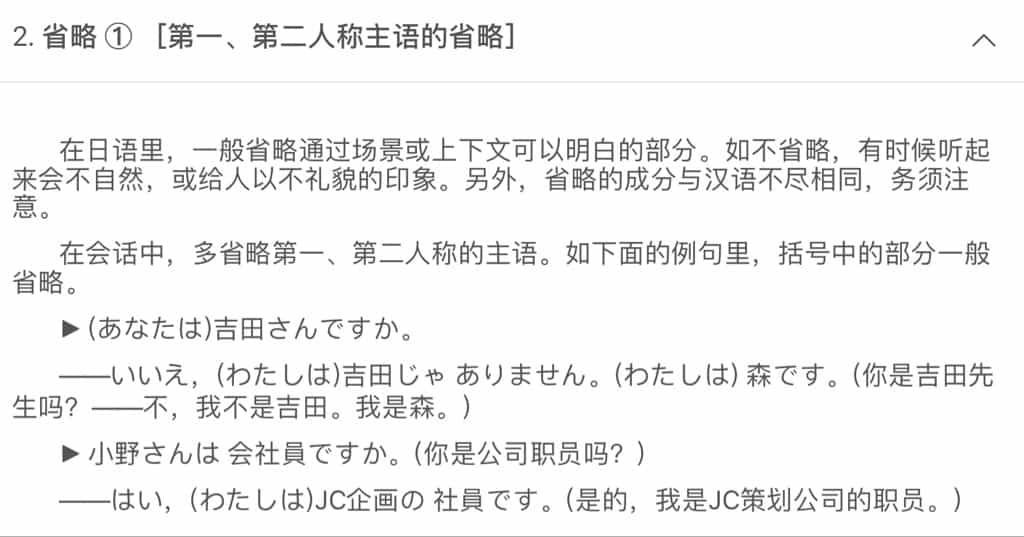 2. 省略 ① ［第一、第二人称主语的省略］
在日语里，一般省略通过场景或上下文可以明白的部分。如不省略，有时候听起
来会不自然，或给人以不礼貌的印象。另外，省略的成分与汉语不尽相同，务须注
意。
在会话中，多省略第一、第二人称的主语。如下面的例句里，括号中的部分一般
省略。
►(あなたは)吉田さんですか。
——いいえ，(わたしは)吉田じゃ ありません。(わたしは) 森です。(你是吉田先
生吗？——不，我不是吉田。我是森。)
►小野さんは 会社員ですか。(你是公司职员吗？)
——はい，(わたしは)JC企画の 社員です。(是的，我是JC策划公司的职员。)